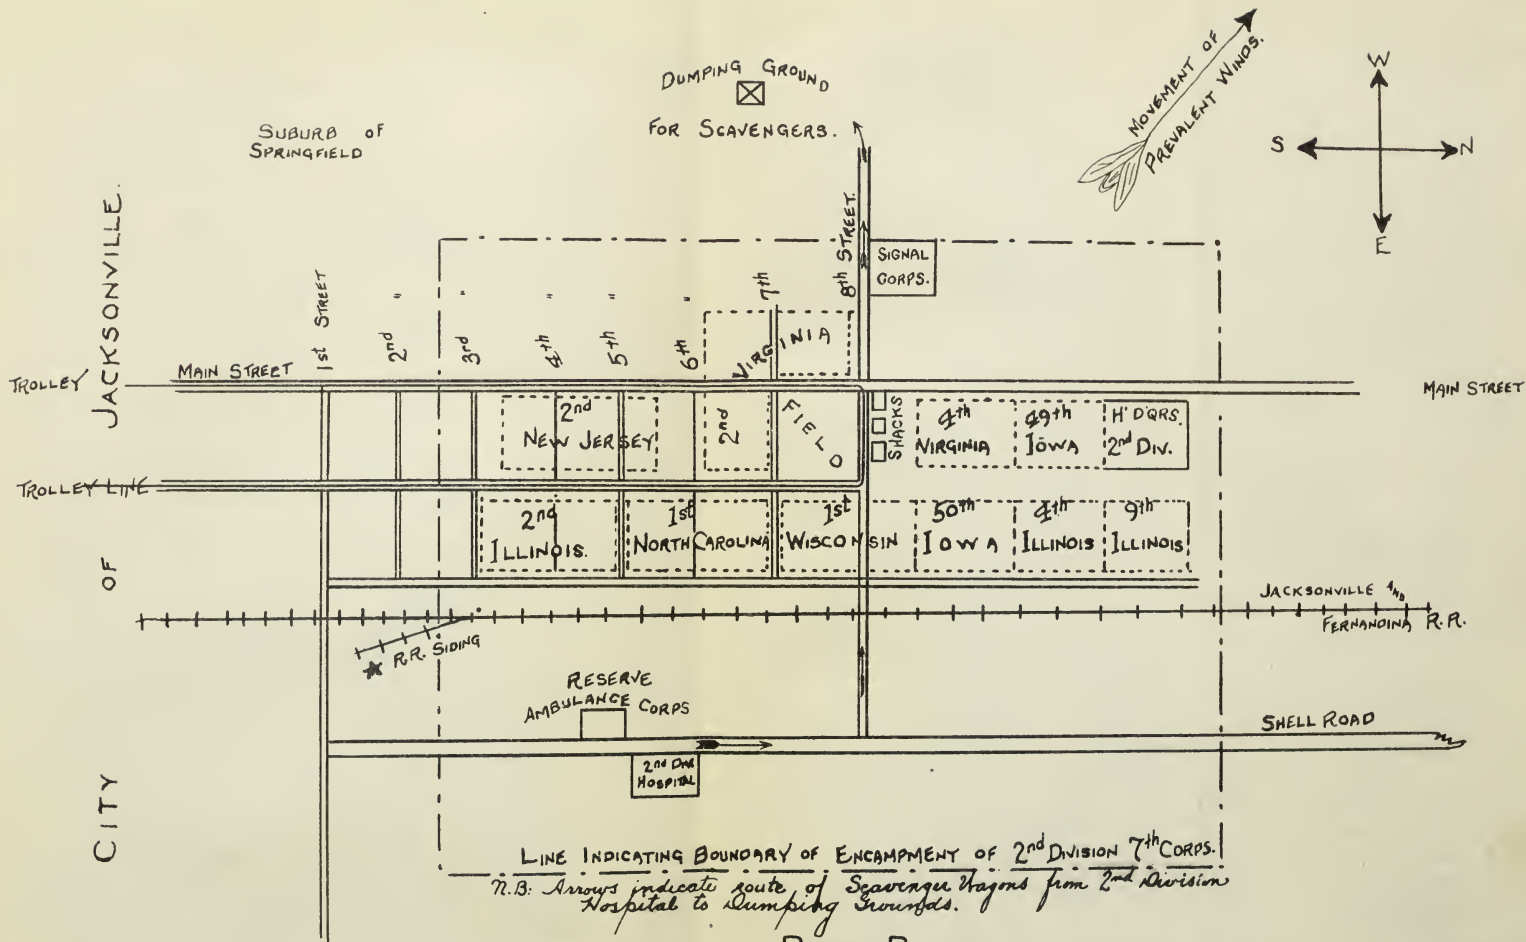 DUMPING GROUND
FOR SCAVENGERS.
MOVEMENT OF
PREVALENT WINDS.
W
S
N
E
SUBURB OF
SPRINGFIELD
CITY OF JACKSONVILLE.
1st STREET
2nd "
3rd "
4th "
5th "
6th "
7th
8th STREET.
SIGNAL
CORPS.
TROLLEY
MAIN STREET
MAIN STREET
2nd
VIRGINIA
2nd
NEW JERSEY
FIELD
SHACKS
4th
VIRGINIA
49th
IOWA
H'D'QRS.
2nd DIV.
TROLLEY LINE
2nd
ILLINOIS.
1st
NORTH CAROLINA
1st
WISCONSIN
50th
IOWA
4th
ILLINOIS
9th
ILLINOIS
JACKSONVILLE AND
FERNANDINA R.R.
R.R. SIDING
RESERVE
AMBULANCE CORPS
SHELL ROAD
2nd Div
HOSPITAL
LINE INDICATING BOUNDARY OF ENCAMPMENT OF 2nd DIVISION 7th CORPS.
N.B: Arrows indicate route of Scavenger Wagons from 2nd Division
Hospital to Dumping Grounds.